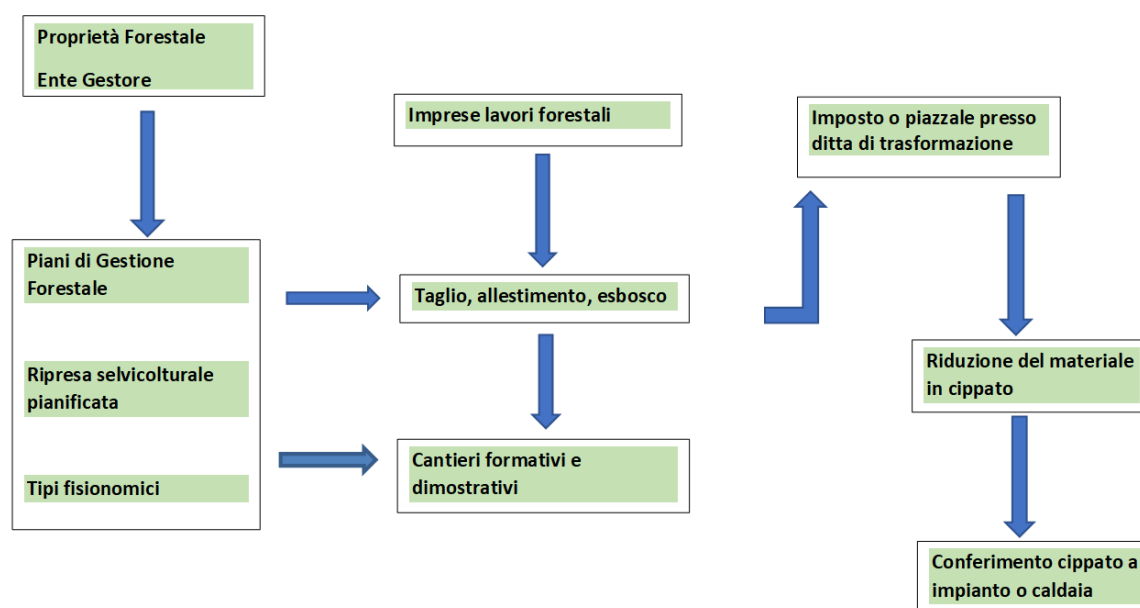 Proprietà Forestale
Ente Gestore
Imprese lavori forestali
Imposto o piazzale presso
ditta di trasformazione
Piani di Gestione
Forestale
Ripresa selvicolturale
pianificata
Tipi fisionomici
Taglio, allestimento, esbosco
Cantieri formativi e
dimostrativi
Riduzione del materiale
in cippato
Conferimento cippato a
impianto o caldaia